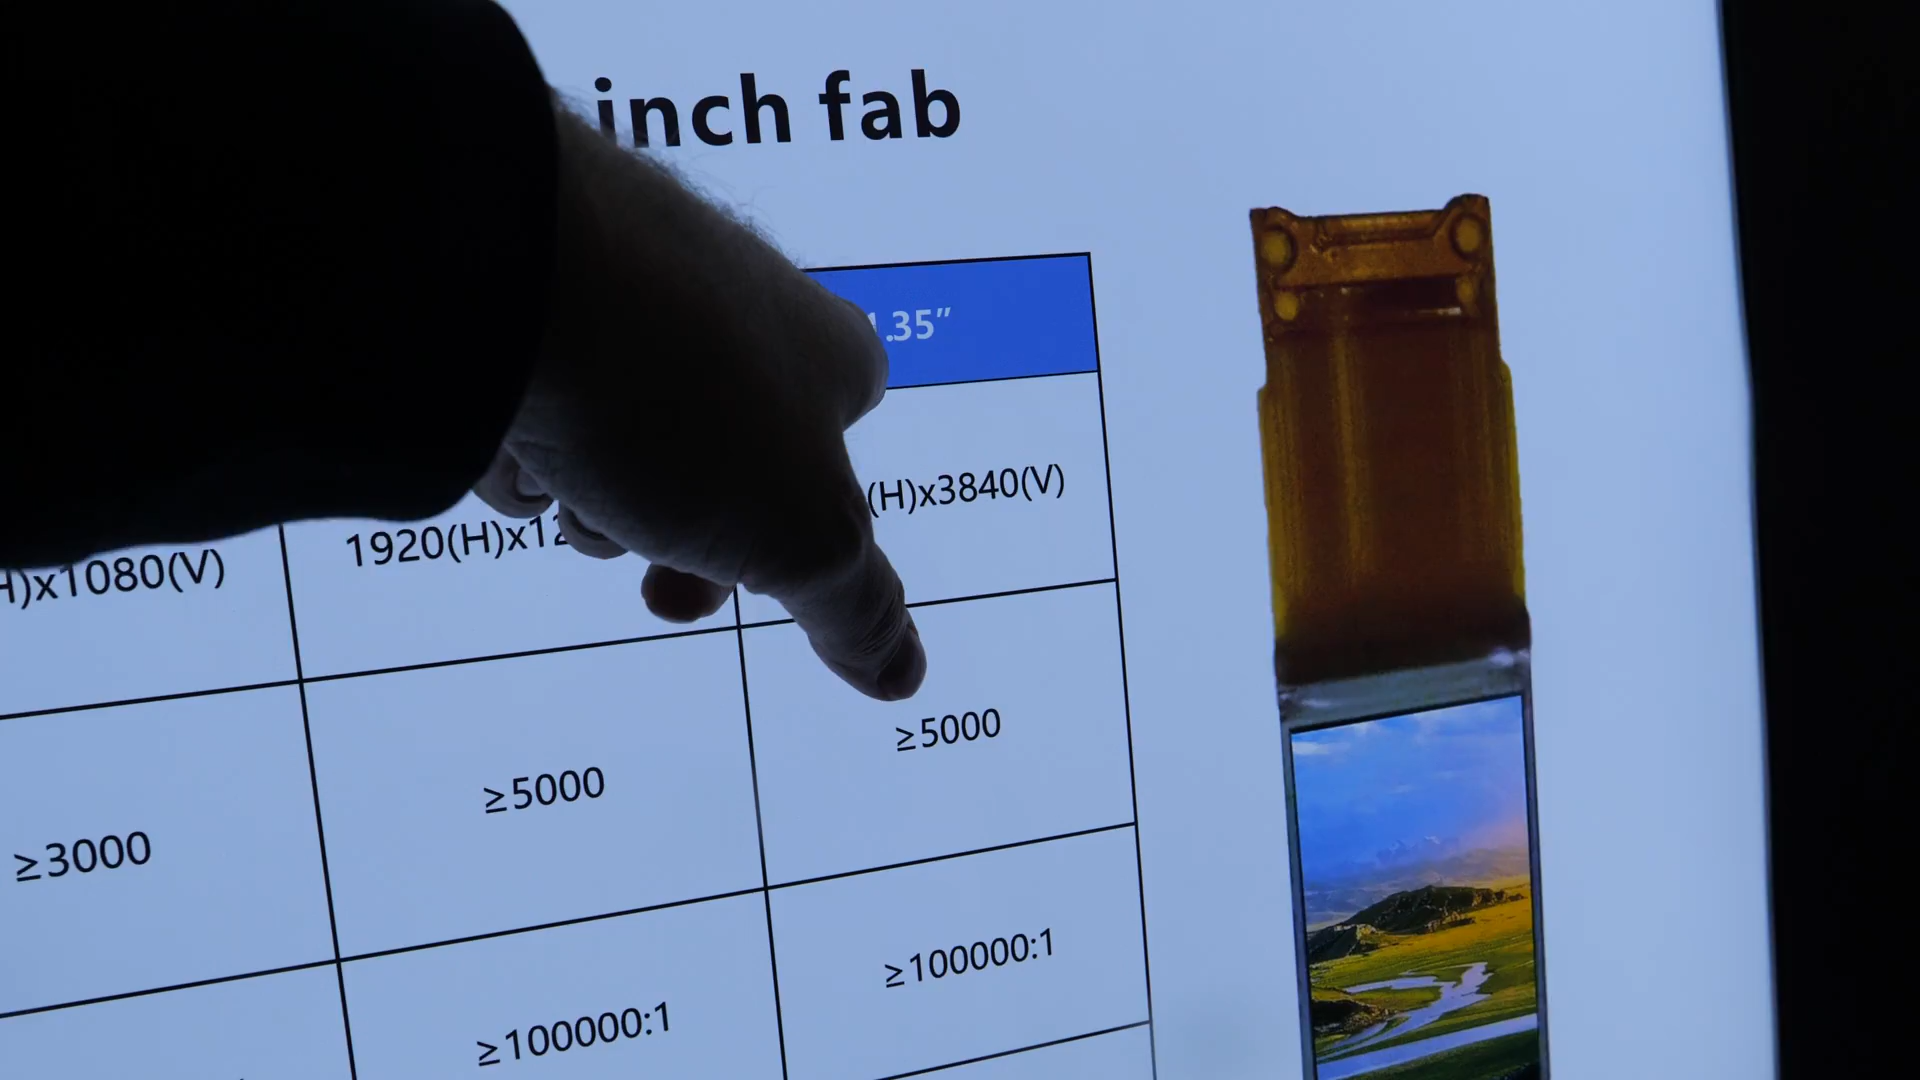 inch fab
.35”
(H)x3840(V)
1920(H)x12
H)x1080(V)
≥5000
≥5000
≥3000
≥100000:1
≥100000:1